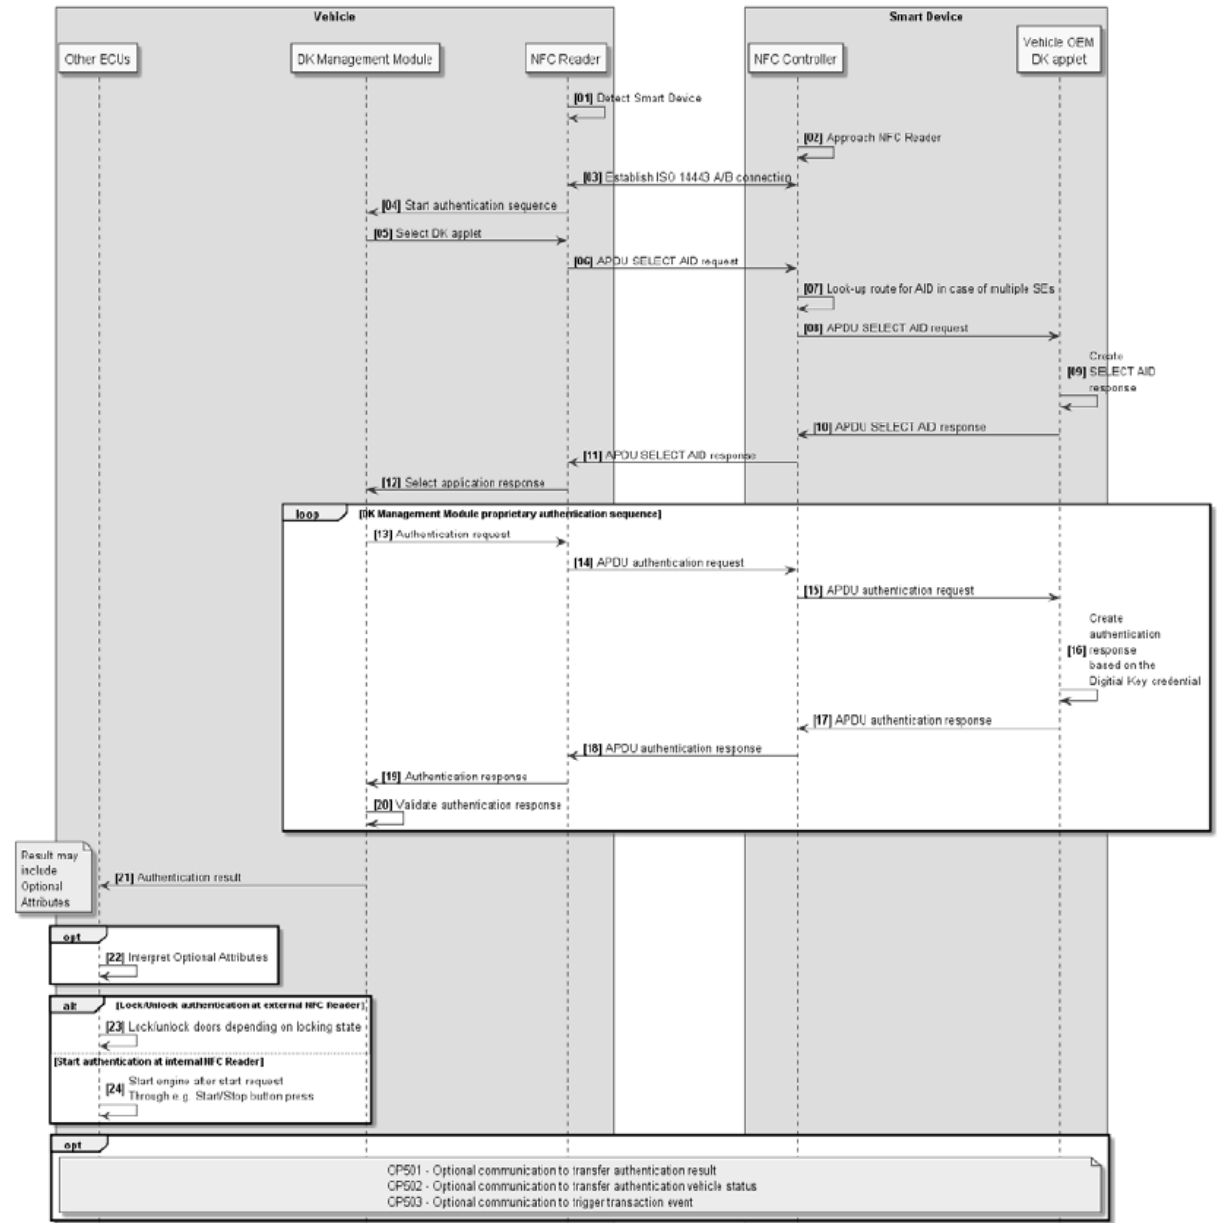 Vehicle
Smart Device
Other ECUs
DK Management Module
NFC Reader
NFC Controller
Vehicle OEM
DK applet
[01] Detect Smart Device
[02] Approach NFC Reader
[03] Establish ISO 14443 A/B connection
[04] Start authentication sequence
[05] Select DK applet
[06] APDU SELECT AID request
[07] Look-up route for AID in case of multiple SEs
[08] APDU SELECT AID request
Create
[09] SELECT AID
response
[10] APDU SELECT AID response
[11] APDU SELECT AID response
[12] Select application response
loop [DK Management Module proprietary authentication sequence]
[13] Authentication request
[14] APDU authentication request
[15] APDU authentication request
Create
authentication
[16] response
based on the
Digitial Key credential
[17] APDU authentication response
[18] APDU authentication response
[19] Authentication response
[20] Validate authentication response
Result may
include
Optional
Attributes
[21] Authentication result
opt
[22] Interpret Optional Attributes
alt [Lock/Unlock authentication at external NFC Reader]
[23] Lock/unlock doors depending on locking state
[Start authentication at internal NFC Reader]
[24] Start engine after start request
Through e.g. Start/Stop button press
opt
OP501 - Optional communication to transfer authentication result
OP502 - Optional communication to transfer authentication vehicle status
OP503 - Optional communication to trigger transaction event